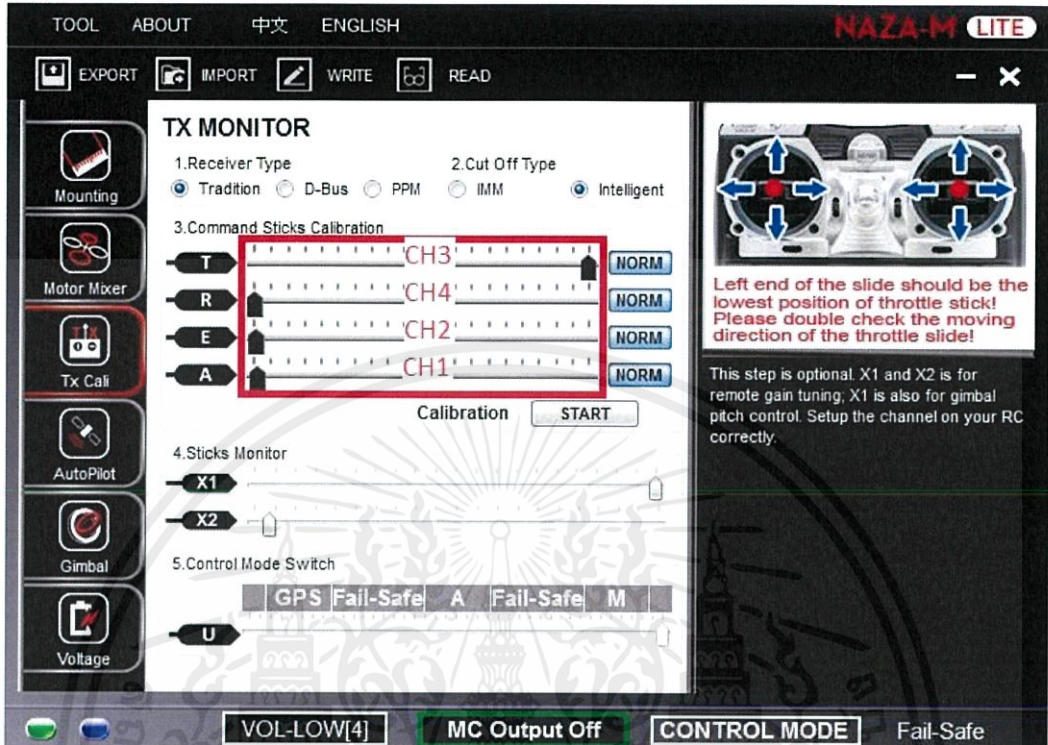 TOOL ABOUT 中文 ENGLISH NAZA-M LITE
EXPORT IMPORT WRITE READ
TX MONITOR
1.Receiver Type 2.Cut Off Type
Tradition D-Bus PPM IMM Intelligent
3.Command Sticks Calibration
T CH3 NORM
R CH4 NORM
E CH2 NORM
A CH1 NORM
Calibration START
4.Sticks Monitor
X1
X2
5.Control Mode Switch
GPS Fail-Safe A Fail-Safe M
U
Mounting
Motor Mixer
TX
Tx Cali
AutoPilot
Gimbal
Voltage
Left end of the slide should be the
lowest position of throttle stick!
Please double check the moving
direction of the throttle slide!
This step is optional. X1 and X2 is for
remote gain tuning; X1 is also for gimbal
pitch control. Setup the channel on your RC
correctly.
VOL-LOW[4] MC Output Off CONTROL MODE Fail-Safe